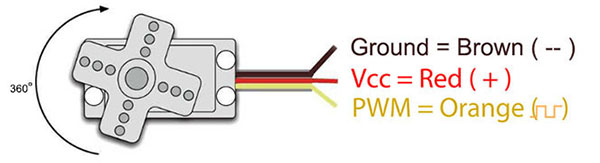 360°
Ground = Brown ( -- )
Vcc = Red ( + )
PWM = Orange ( )